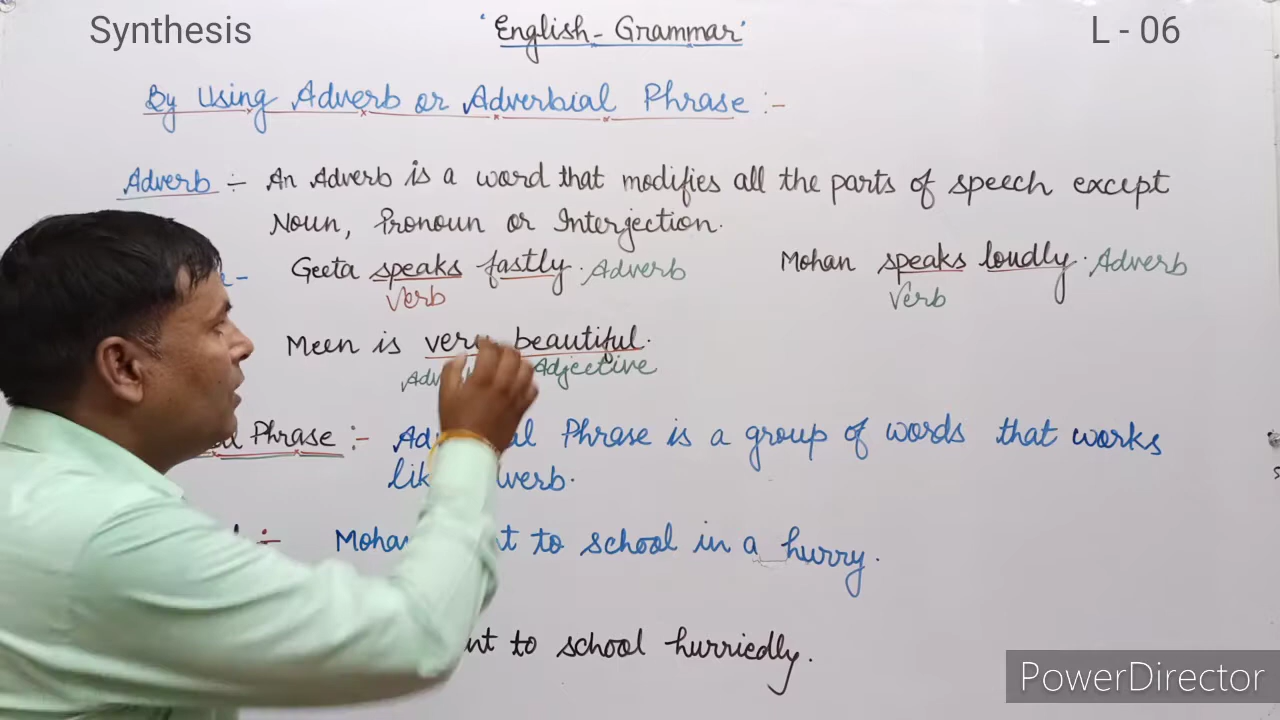 Synthesis
'English - Grammar'
L - 06
By Using Adverb or Adverbial Phrase :-
Adverb :- An Adverb is a word that modifies all the parts of speech except
Noun, Pronoun or Interjection.
Geeta speaks fastly. Adverb
Verb
Mohan speaks loudly. Adverb
Verb
Meen is very beautiful.
Adjective
Phrase :- Phrase is a group of words that works
verb.
:- to school in a hurry.
to school hurriedly.
PowerDirector